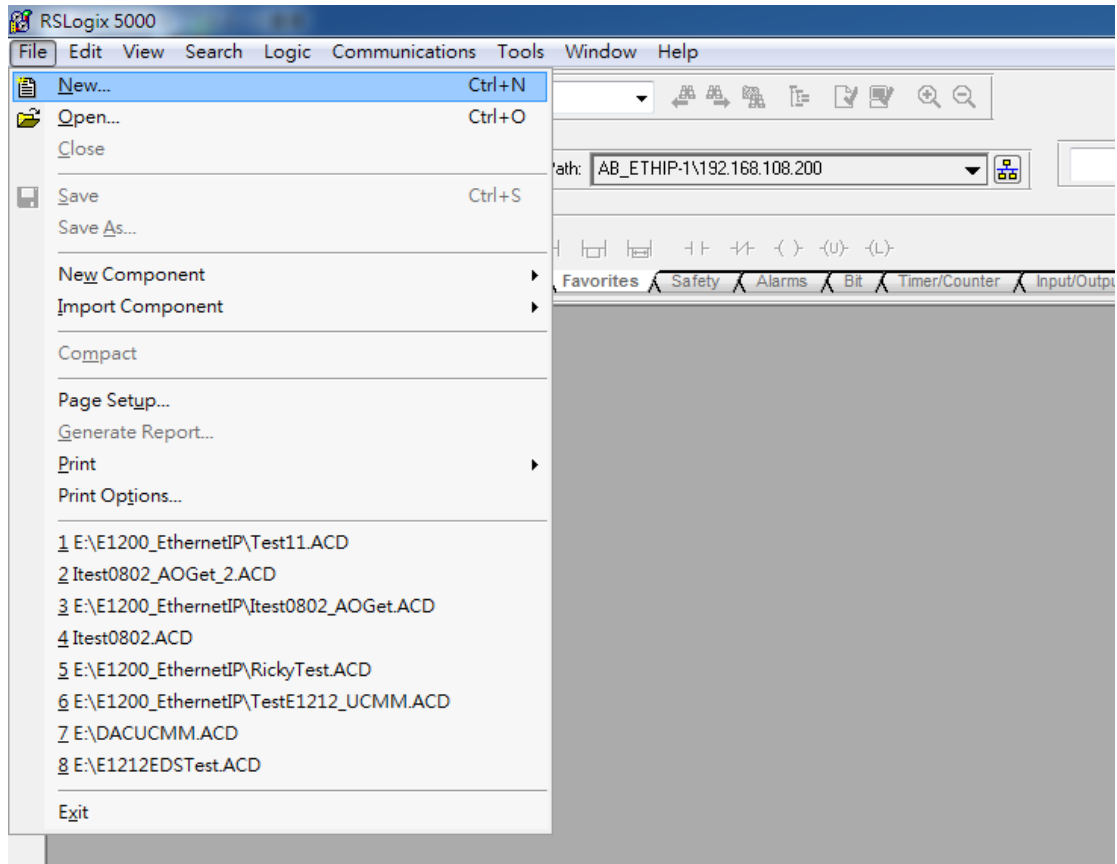 RSLogix 5000
File Edit View Search Logic Communications Tools Window Help
New... Ctrl+N
Open... Ctrl+O
Close
Path: AB_ETHIP-1\192.168.108.200
Save Ctrl+S
Save As...
(U) (L)
New Component
Favorites Safety Alarms Bit Timer/Counter Input/Outpu
Import Component
Compact
Page Setup...
Generate Report...
Print
Print Options...
1 E:\E1200_EthernetIP\Test11.ACD
2 Itest0802_AOGet_2.ACD
3 E:\E1200_EthernetIP\Itest0802_AOGet.ACD
4 Itest0802.ACD
5 E:\E1200_EthernetIP\RickyTest.ACD
6 E:\E1200_EthernetIP\TestE1212_UCMM.ACD
7 E:\DACUCMM.ACD
8 E:\E1212EDSTest.ACD
Exit